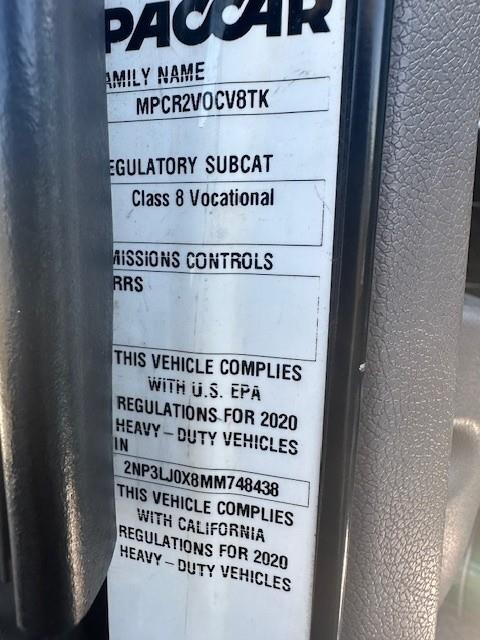 PACCAR
AMILY NAME
MPCR2VOCV8TK
EGULATORY SUBCAT
Class 8 Vocational
MISSIONS CONTROLS
RRS
THIS VEHICLE COMPLIES
WITH U.S. EPA
REGULATIONS FOR 2020
HEAVY-DUTY VEHICLES
IN
2NP3LJ0X8MM748438
THIS VEHICLE COMPLIES
WITH CALIFORNIA
REGULATIONS FOR 2020
HEAVY-DUTY VEHICLES